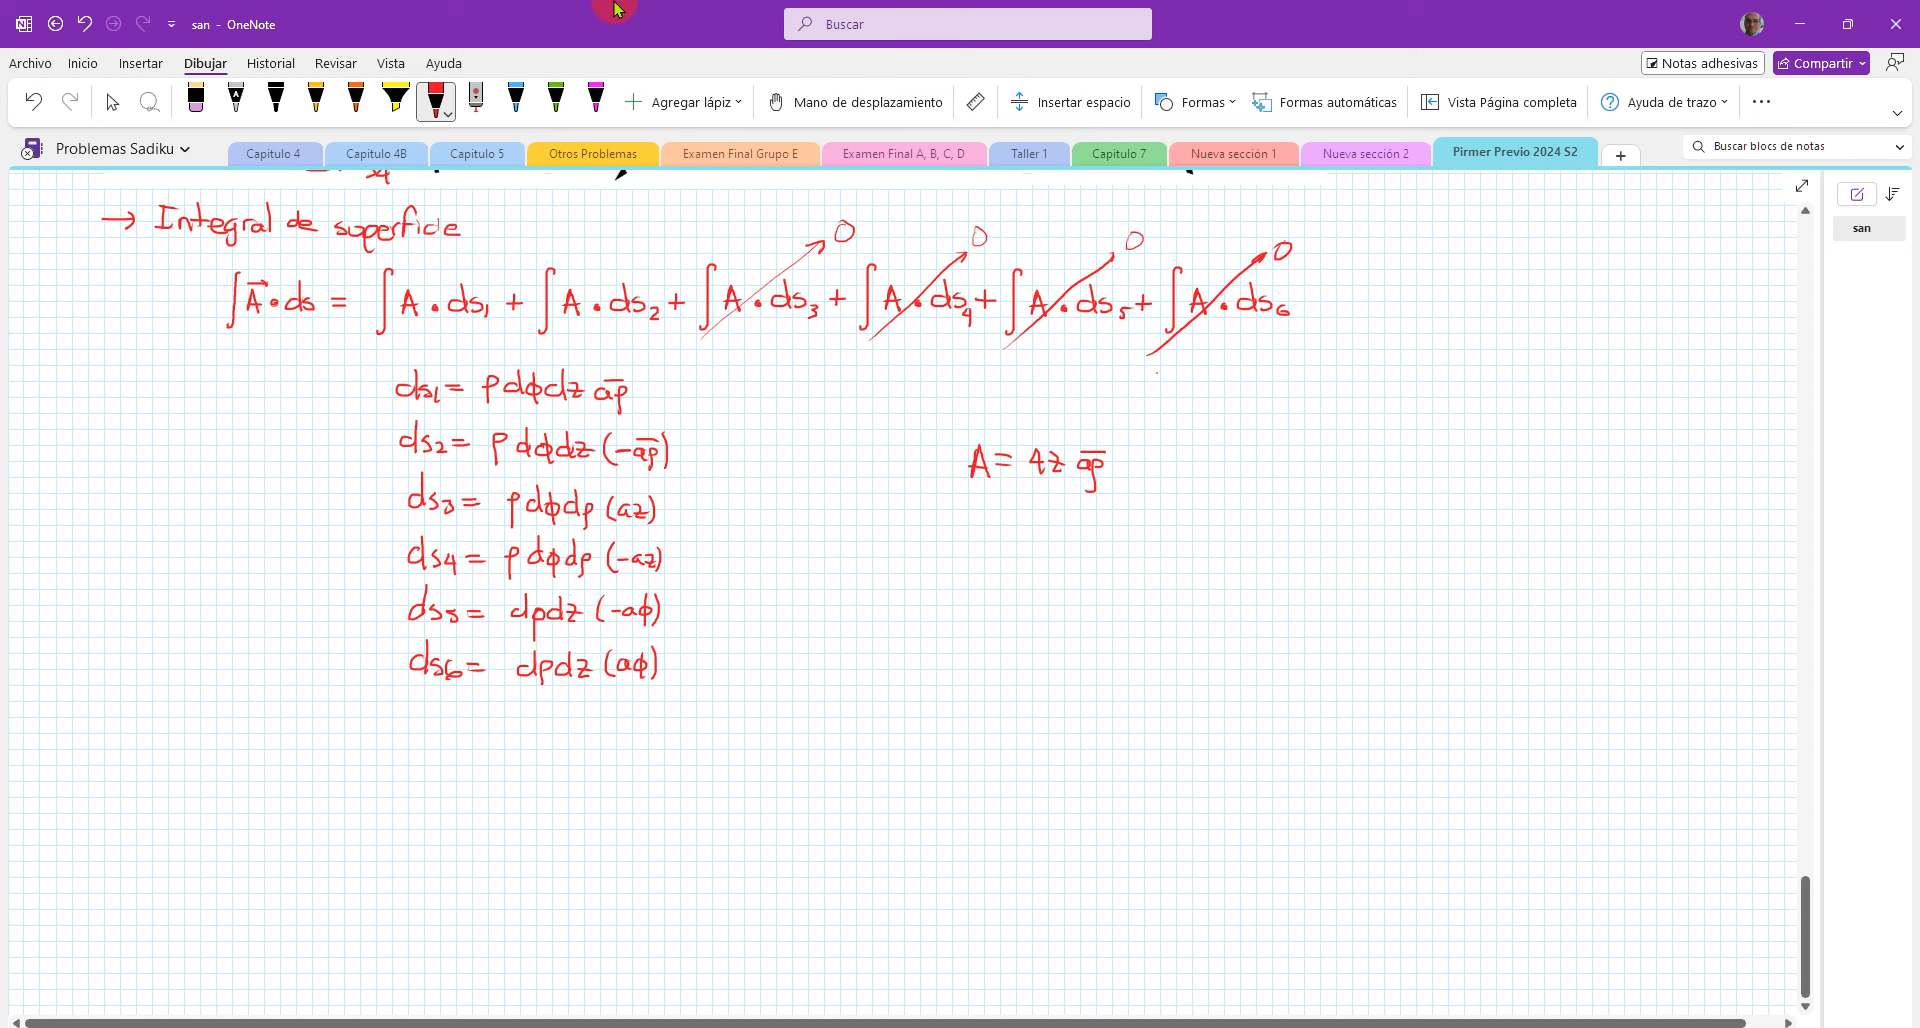 san - OneNote
Buscar
Archivo Inicio Insertar Dibujar Historial Revisar Vista Ayuda
Notas adhesivas Compartir
Agregar lápiz Mano de desplazamiento Insertar espacio Formas Formas automáticas Vista Página completa Ayuda de trazo
Problemas Sadiku Capitulo 4 Capitulo 4B Capitulo 5 Otros Problemas Examen Final Grupo E Examen Final A, B, C, D Taller 1 Capitulo 7 Nueva sección 1 Nueva sección 2 Pirmer Previo 2024 S2 + Buscar blocs de notas
san
s4
→ Integral de superficie
0 0 0 0
∫A⃗•ds = ∫A•ds₁ + ∫A•ds₂ + ∫A•ds₃ + ∫A•ds₄ + ∫A•ds₅ + ∫A•ds₆
ds₁ = ρdϕdz a̅ρ
ds₂ = ρdϕdz (-a̅ρ)
A = 4z a̅ρ
ds₃ = ρdϕdρ (az)
ds₄ = ρdϕdρ (-az)
ds₅ = dρdz (-aϕ)
ds₆ = dρdz (aϕ)